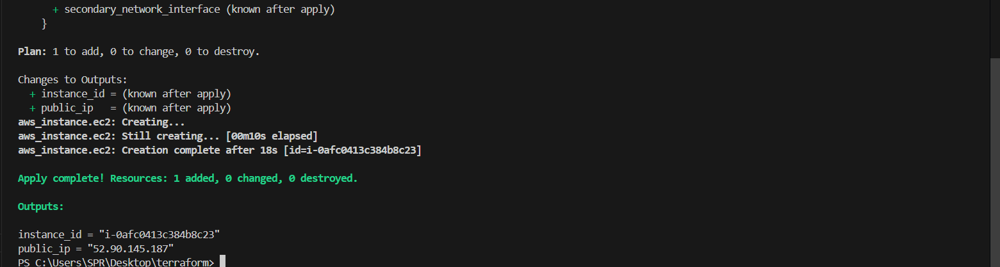 + secondary_network_interface (known after apply)
}
Plan: 1 to add, 0 to change, 0 to destroy.
Changes to Outputs:
+ instance_id = (known after apply)
+ public_ip   = (known after apply)
aws_instance.ec2: Creating...
aws_instance.ec2: Still creating... [00m10s elapsed]
aws_instance.ec2: Creation complete after 18s [id=i-0afc0413c384b8c23]
Apply complete! Resources: 1 added, 0 changed, 0 destroyed.
Outputs:
instance_id = "i-0afc0413c384b8c23"
public_ip = "52.90.145.187"
PS C:\Users\SPR\Desktop\terraform>